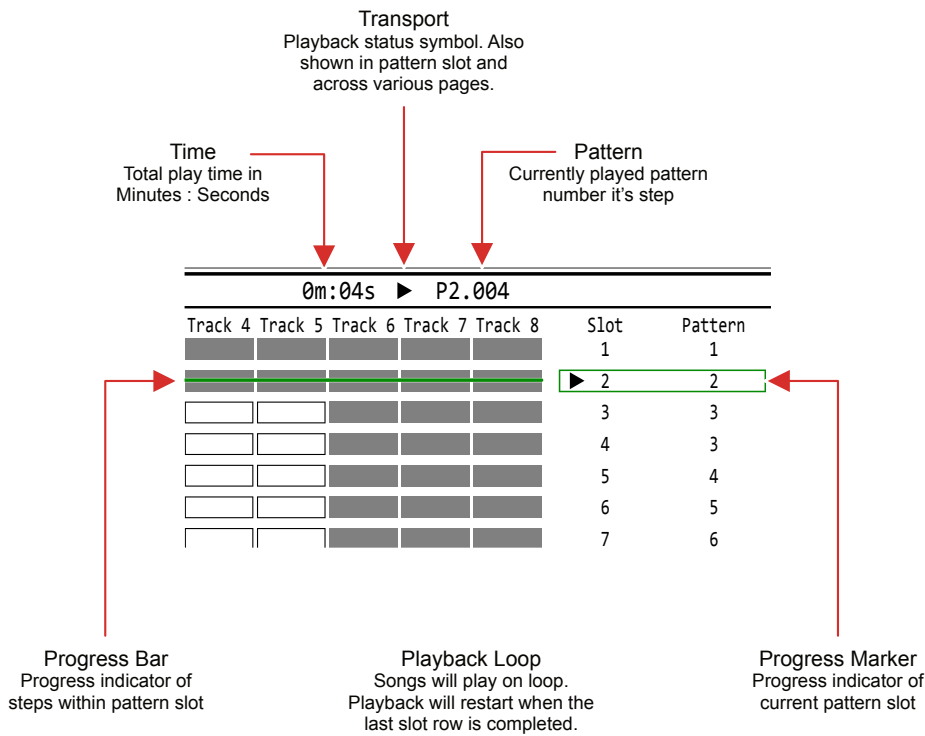 Transport
Playback status symbol. Also
shown in pattern slot and
across various pages.
Time
Total play time in
Minutes : Seconds
Pattern
Currently played pattern
number it's step
0m:04s ▶ P2.004
Track 4 Track 5 Track 6 Track 7 Track 8 Slot Pattern
1 1
▶ 2 2
3 3
4 3
5 4
6 5
7 6
Progress Bar
Progress indicator of
steps within pattern slot
Playback Loop
Songs will play on loop.
Playback will restart when the
last slot row is completed.
Progress Marker
Progress indicator of
current pattern slot